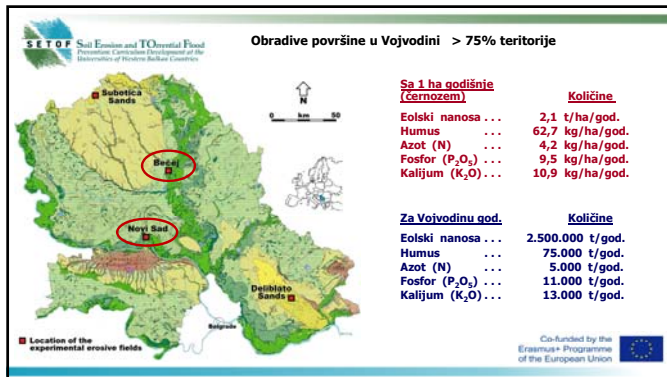 SETOF Soil Erosion and TOrrential Flood
Prevention: Curriculum Development at the
Universities of Western Balkan Countries
Obradive površine u Vojvodini > 75% teritorije
Subotica
Sands
N
0 km 50
Bečej
Novi Sad
Deliblato
Sands
Belgrade
Location of the
experimental erosive fields
Sa 1 ha godišnje
(černozem) Količine
Eolski nanosa . . . 2,1 t/ha/god.
Humus . . . 62,7 kg/ha/god.
Azot (N) . . . 4,2 kg/ha/god.
Fosfor (P₂O₅) . . . 9,5 kg/ha/god.
Kalijum (K₂O) . . . 10,9 kg/ha/god.
Za Vojvodinu god. Količine
Eolski nanosa . . . 2.500.000 t/god.
Humus . . . 75.000 t/god.
Azot (N) . . . 5.000 t/god.
Fosfor (P₂O₅) . . . 11.000 t/god.
Kalijum (K₂O) . . . 13.000 t/god.
Co-funded by the
Erasmus+ Programme
of the European Union